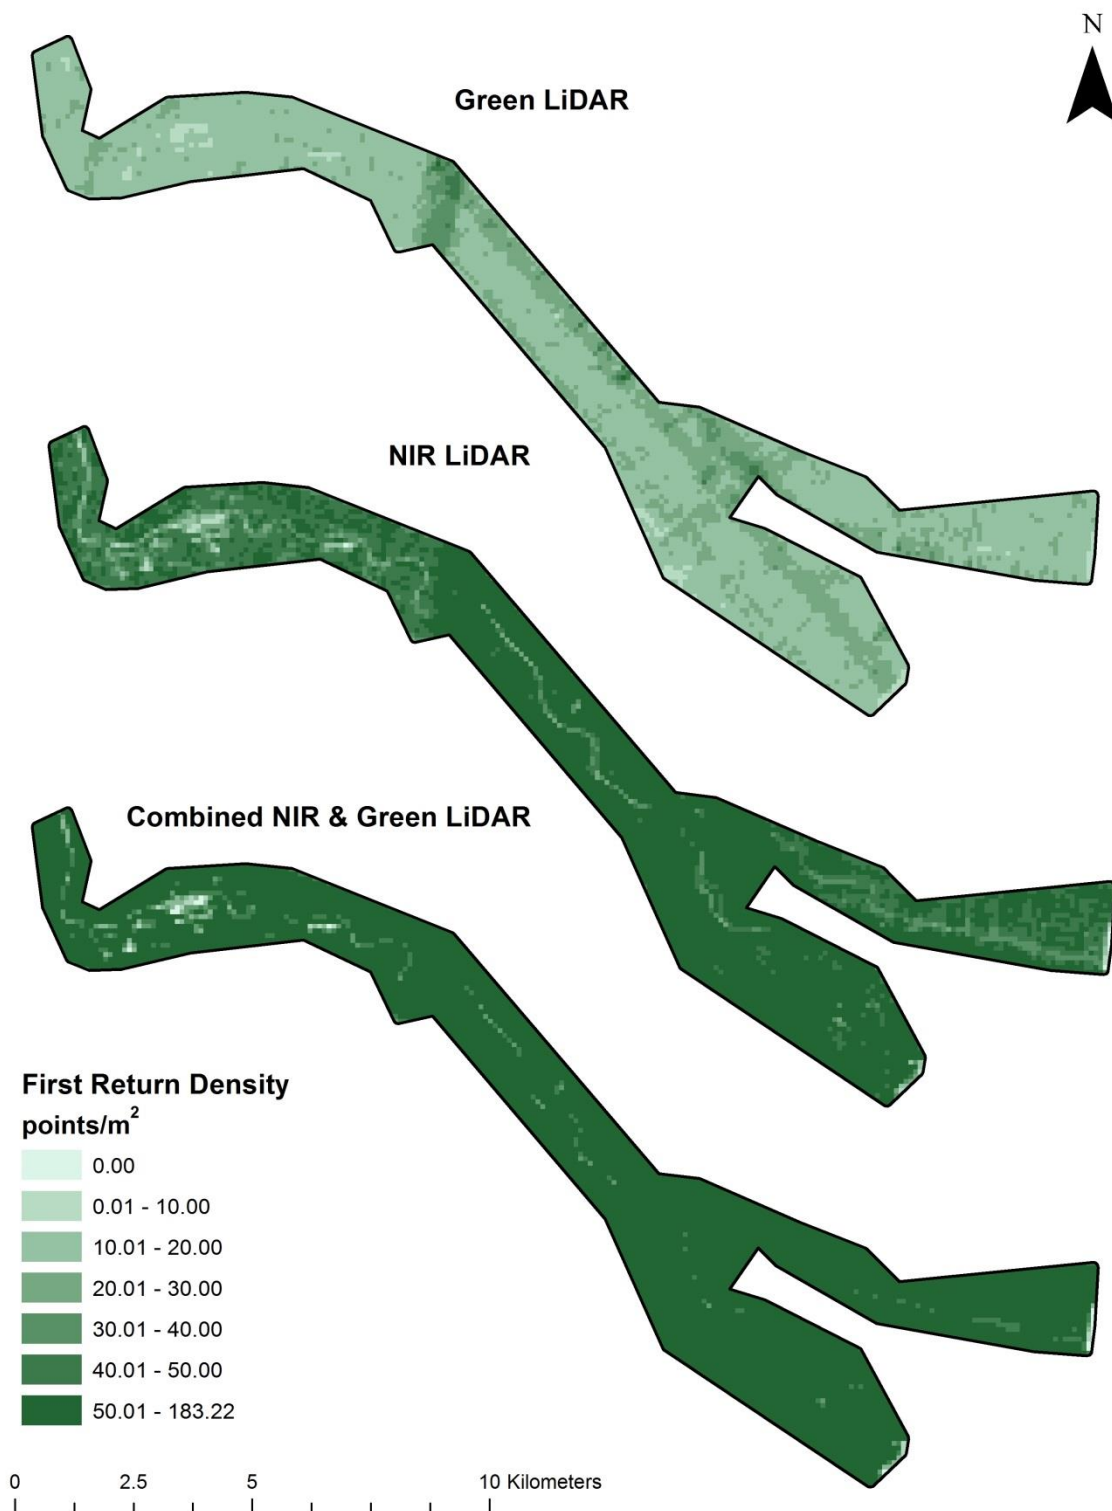 N
Green LiDAR
NIR LiDAR
Combined NIR & Green LiDAR
First Return Density
points/m²
0.00
0.01 - 10.00
10.01 - 20.00
20.01 - 30.00
30.01 - 40.00
40.01 - 50.00
50.01 - 183.22
0 2.5 5 10 Kilometers